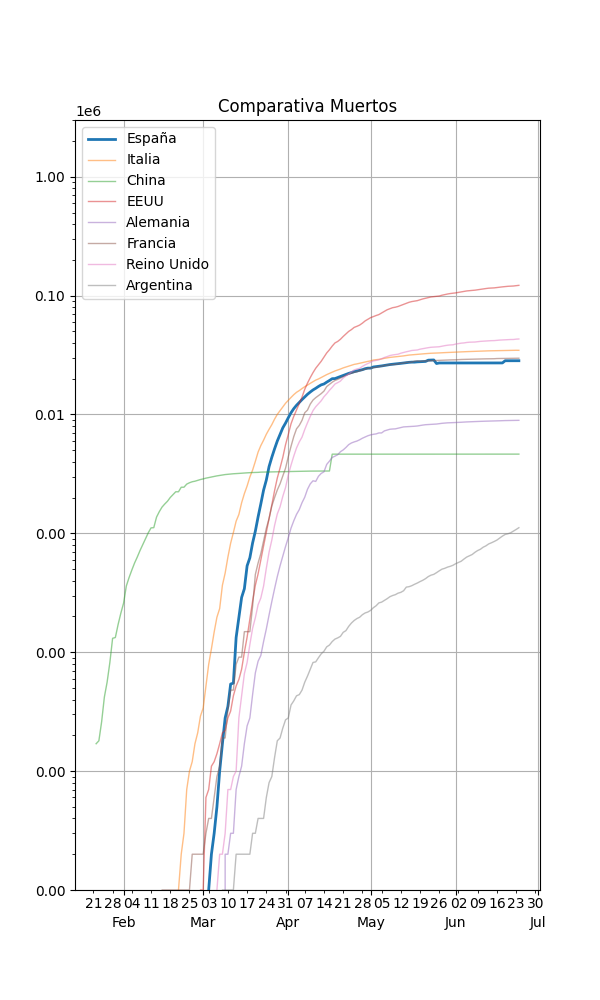 Comparativa Muertos
1e6
España
Italia
China
EEUU
Alemania
Francia
Reino Unido
Argentina
1.00
0.10
0.01
0.00
0.00
0.00
0.00
21 28 04 11 18 25 03 10 17 24 31 07 14 21 28 05 12 19 26 02 09 16 23 30
Feb Mar Apr May Jun Jul